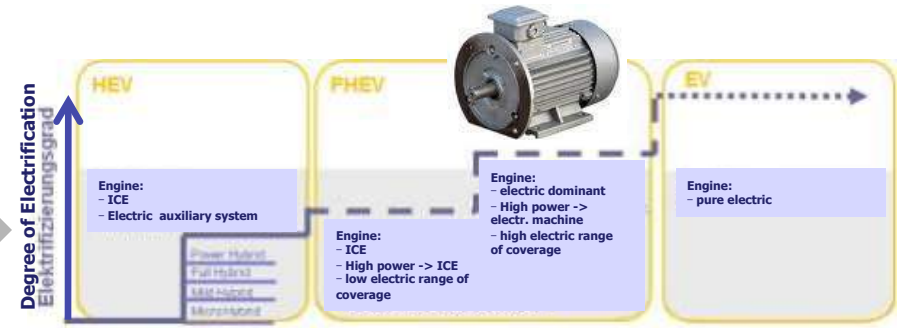 Degree of Electrification
Elektrifizierungsgrad
HEV
Engine:
- ICE
- Electric auxiliary system
Power Hybrid
Full Hybrid
Mild Hybrid
Micro Hybrid
PHEV
Engine:
- ICE
- High power -> ICE
- low electric range of
coverage
Engine:
- electric dominant
- High power ->
electr. machine
- high electric range
of coverage
EV
Engine:
- pure electric